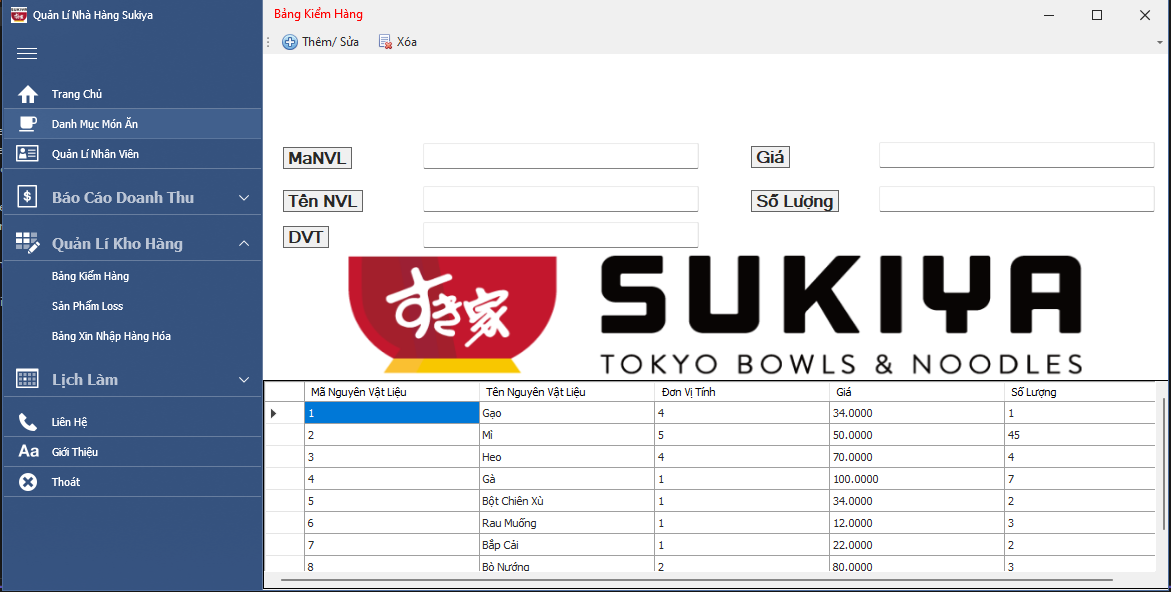 Quản Lí Nhà Hàng Sukiya
Bảng Kiểm Hàng
Thêm/ Sửa
Xóa
Trang Chủ
Danh Mục Món Ăn
Quản Lí Nhân Viên
Báo Cáo Doanh Thu
Quản Lí Kho Hàng
Bảng Kiểm Hàng
Sản Phẩm Loss
Bảng Xin Nhập Hàng Hóa
Lịch Làm
Liên Hệ
Aa Giới Thiệu
Thoát
MaNVL
Giá
Tên NVL
Số Lượng
DVT
すき家
SUKIYA
TOKYO BOWLS & NOODLES
Mã Nguyên Vật Liệu Tên Nguyên Vật Liệu Đơn Vị Tính Giá Số Lượng
1 Gạo 4 34.0000 1
2 Mì 5 50.0000 45
3 Heo 4 70.0000 4
4 Gà 1 100.0000 7
5 Bột Chiên Xù 1 34.0000 2
6 Rau Muống 1 12.0000 3
7 Bắp Cải 1 22.0000 2
8 Bò Nướng 2 80.0000 3